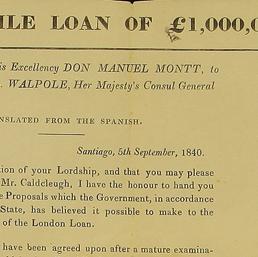 ILE LOAN OF £1,000,0
is Excellency DON MANUEL MONTT, to
. WALPOLE, Her Majesty's Consul General
NSLATED FROM THE SPANISH.
Santiago, 5th September, 1840.
tion of your Lordship, and that you may please
Mr. Caldcleugh, I have the honour to hand you
e Proposals which the Government, in accordance
State, has believed it possible to make to the
of the London Loan.
have been agreed upon after a mature examina-